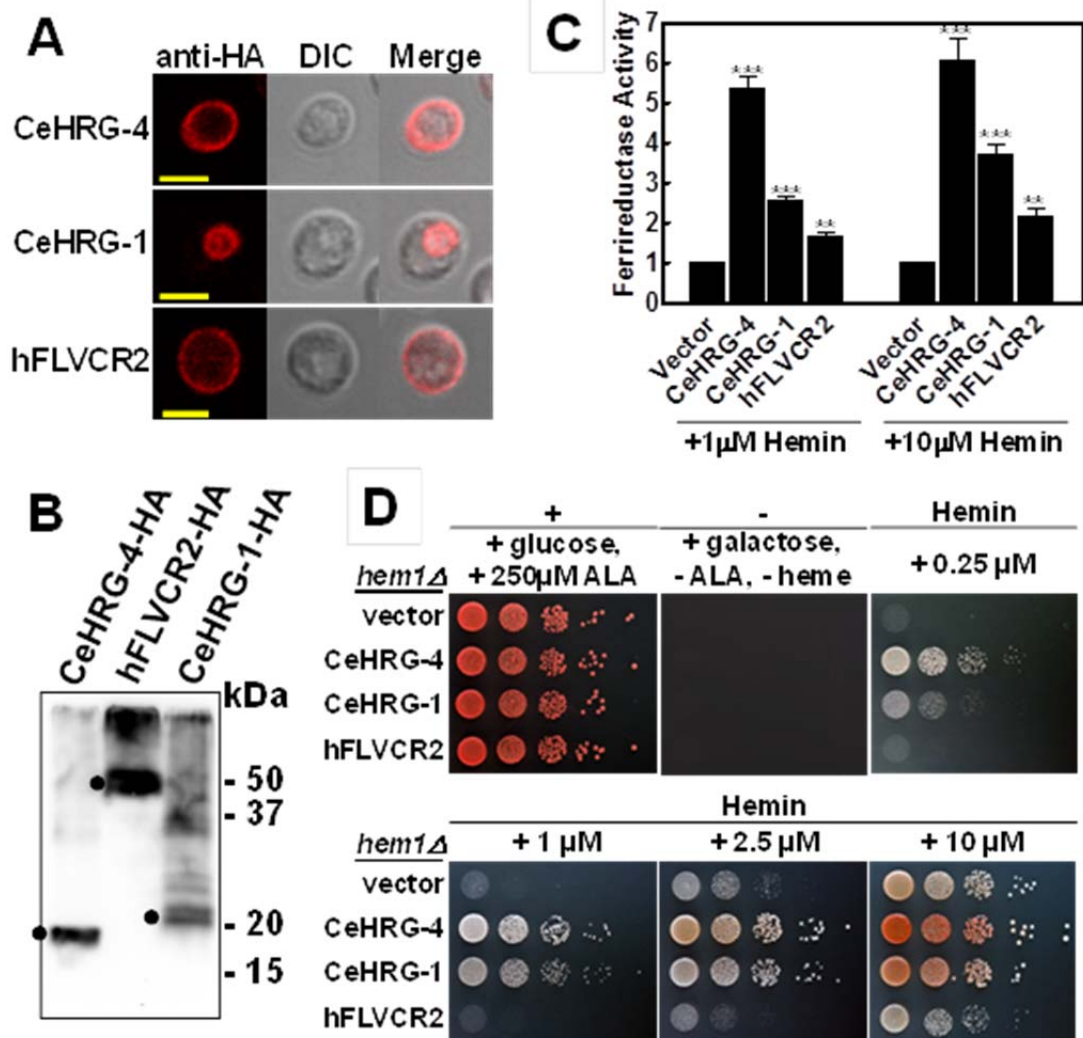 A
anti-HA DIC Merge
CeHRG-4
CeHRG-1
hFLVCR2
B
CeHRG-4-HA
hFLVCR2-HA
CeHRG-1-HA
kDa
- 50
- 37
- 20
- 15
C
Ferrireductase Activity
7
6
5
4
3
2
1
0
*** *** **
*** *** **
Vector CeHRG-4 CeHRG-1 hFLVCR2
Vector CeHRG-4 CeHRG-1 hFLVCR2
+1µM Hemin +10µM Hemin
D
+ - Hemin
+ glucose, + galactose, + 0.25 µM
hem1Δ + 250µM ALA - ALA, - heme
vector
CeHRG-4
CeHRG-1
hFLVCR2
Hemin
hem1Δ + 1 µM + 2.5 µM + 10 µM
vector
CeHRG-4
CeHRG-1
hFLVCR2